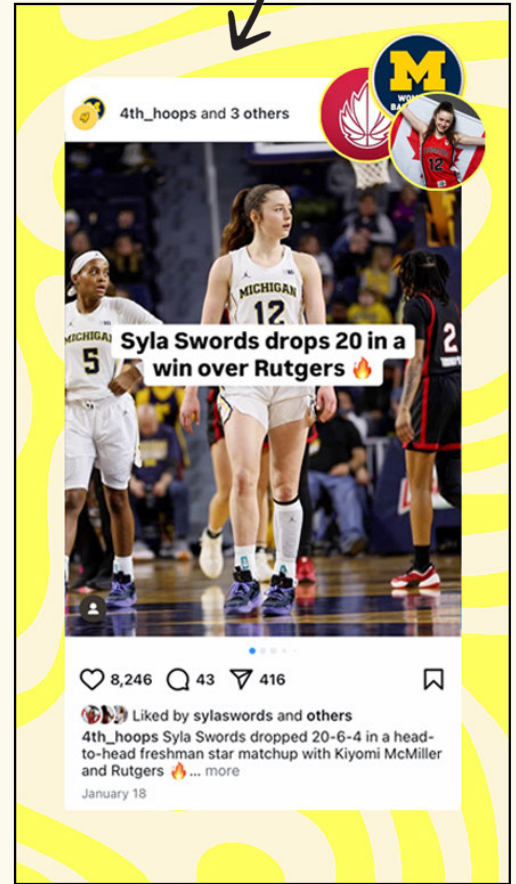 4th_hoops and 3 others
M
12
MICHIGAN
12
MICHIGAN
5
2
Syla Swords drops 20 in a
win over Rutgers 🔥
8,246 43 416
Liked by sylaswords and others
4th_hoops Syla Swords dropped 20-6-4 in a head-
to-head freshman star matchup with Kiyomi McMiller
and Rutgers 🔥... more
January 18